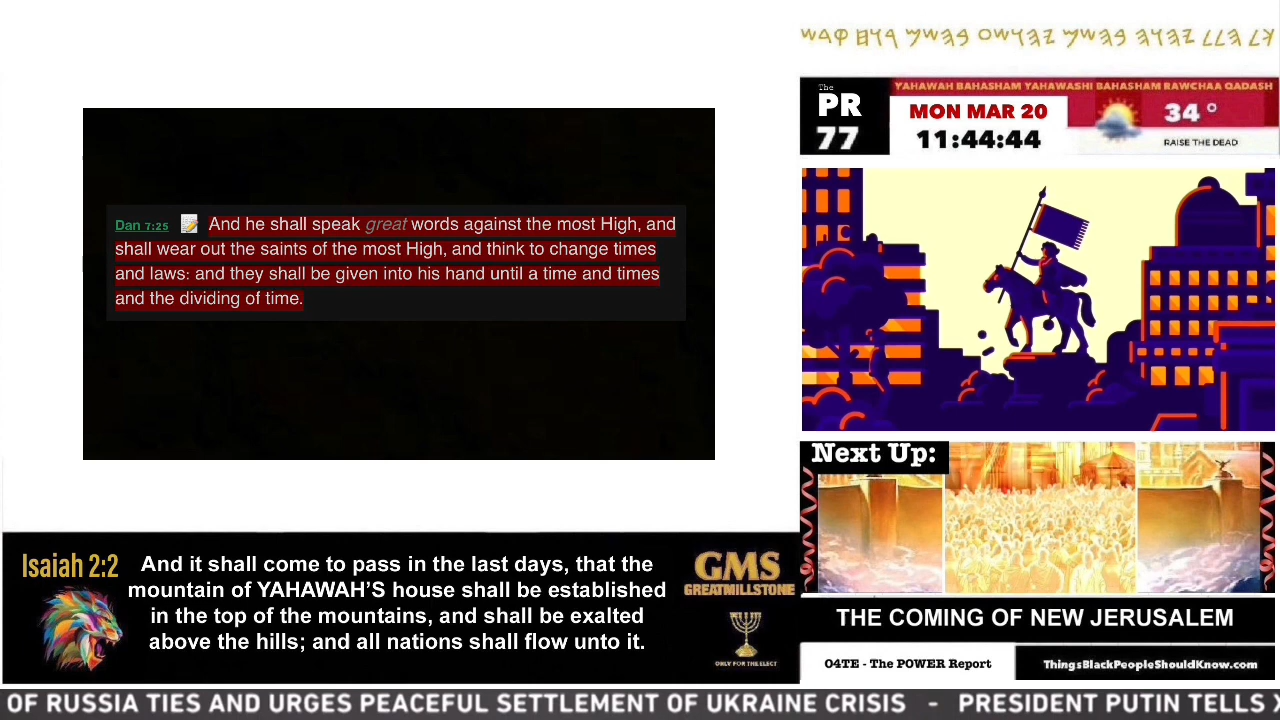 The
PR
77
YAHAWAH BAHASHAM YAHAWASHI BAHASHAM RAWCHAA QADASH
MON MAR 20
11:44:44
34 °
RAISE THE DEAD
Dan 7:25 And he shall speak great words against the most High, and
shall wear out the saints of the most High, and think to change times
and laws: and they shall be given into his hand until a time and times
and the dividing of time.
Next Up:
THE COMING OF NEW JERUSALEM
04TE - The POWER Report
ThingsBlackPeopleShouldKnow.com
Isaiah 2:2
And it shall come to pass in the last days, that the
mountain of YAHAWAH'S house shall be established
in the top of the mountains, and shall be exalted
above the hills; and all nations shall flow unto it.
GMS
GREATMILLSTONE
ONLY FOR THE ELECT
OF RUSSIA TIES AND URGES PEACEFUL SETTLEMENT OF UKRAINE CRISIS - PRESIDENT PUTIN TELLS